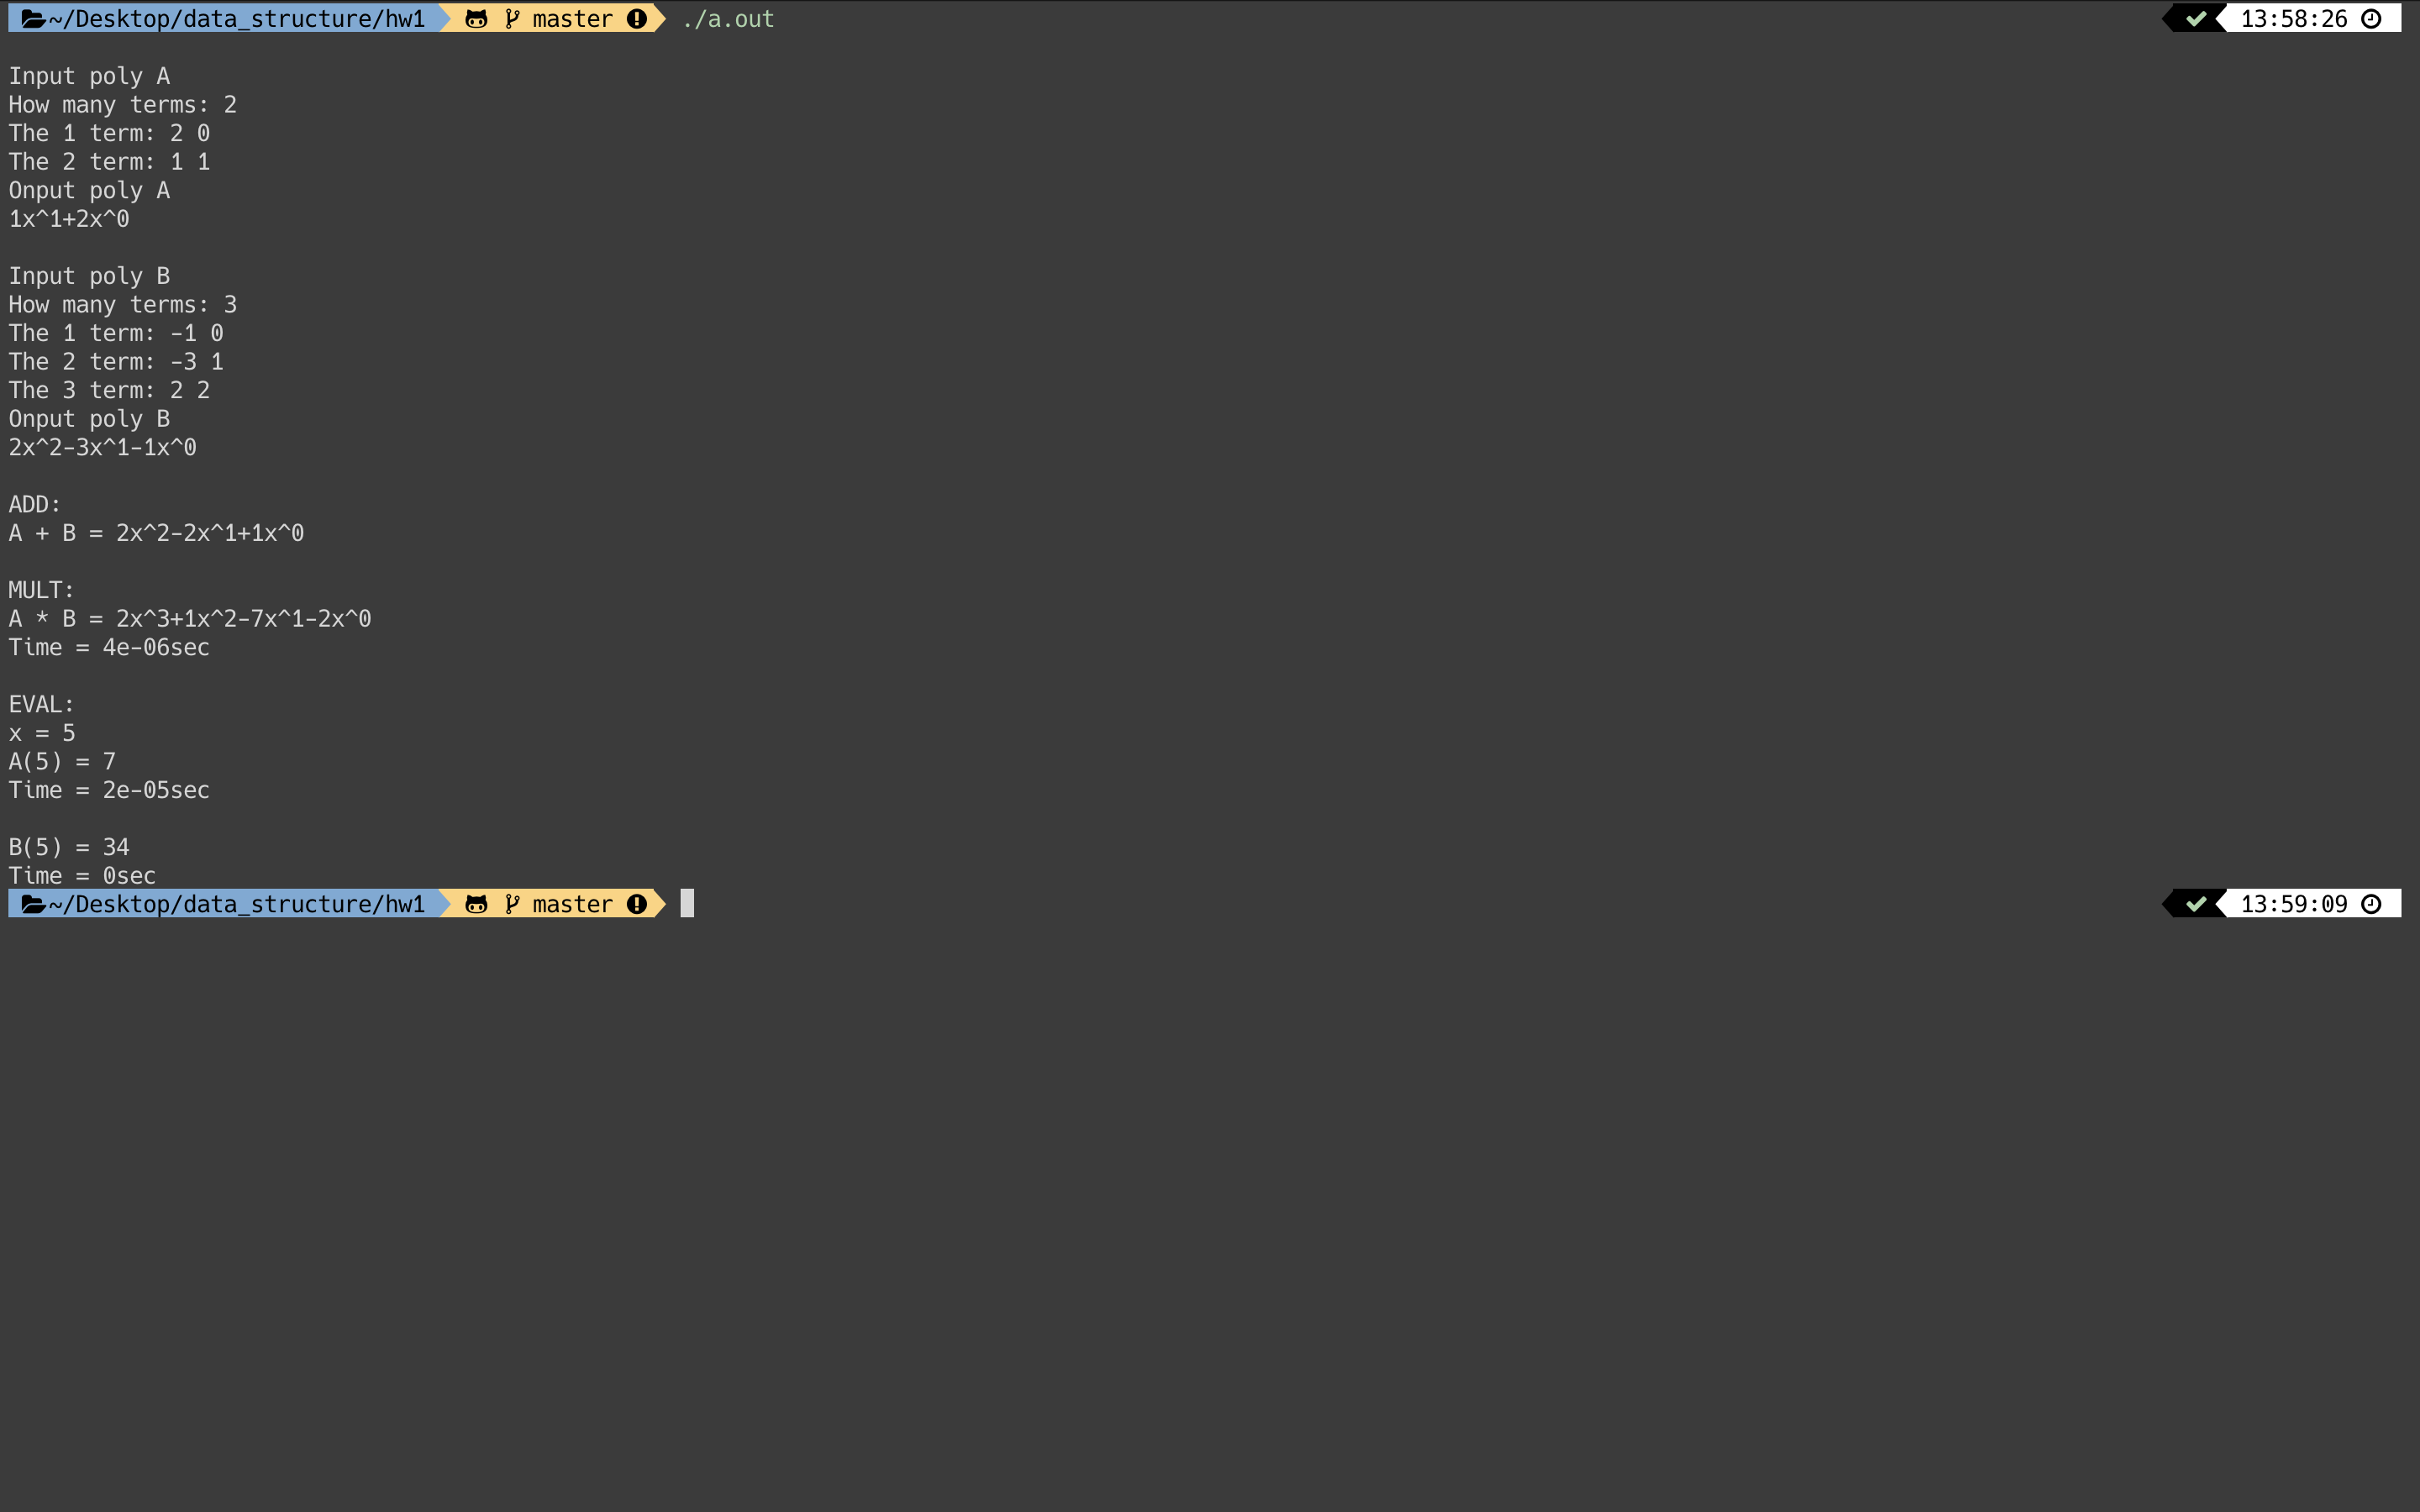 ~/Desktop/data_structure/hw1 master ./a.out 13:58:26
Input poly A
How many terms: 2
The 1 term: 2 0
The 2 term: 1 1
Onput poly A
1x^1+2x^0
Input poly B
How many terms: 3
The 1 term: -1 0
The 2 term: -3 1
The 3 term: 2 2
Onput poly B
2x^2-3x^1-1x^0
ADD:
A + B = 2x^2-2x^1+1x^0
MULT:
A * B = 2x^3+1x^2-7x^1-2x^0
Time = 4e-06sec
EVAL:
x = 5
A(5) = 7
Time = 2e-05sec
B(5) = 34
Time = 0sec
~/Desktop/data_structure/hw1 master 13:59:09